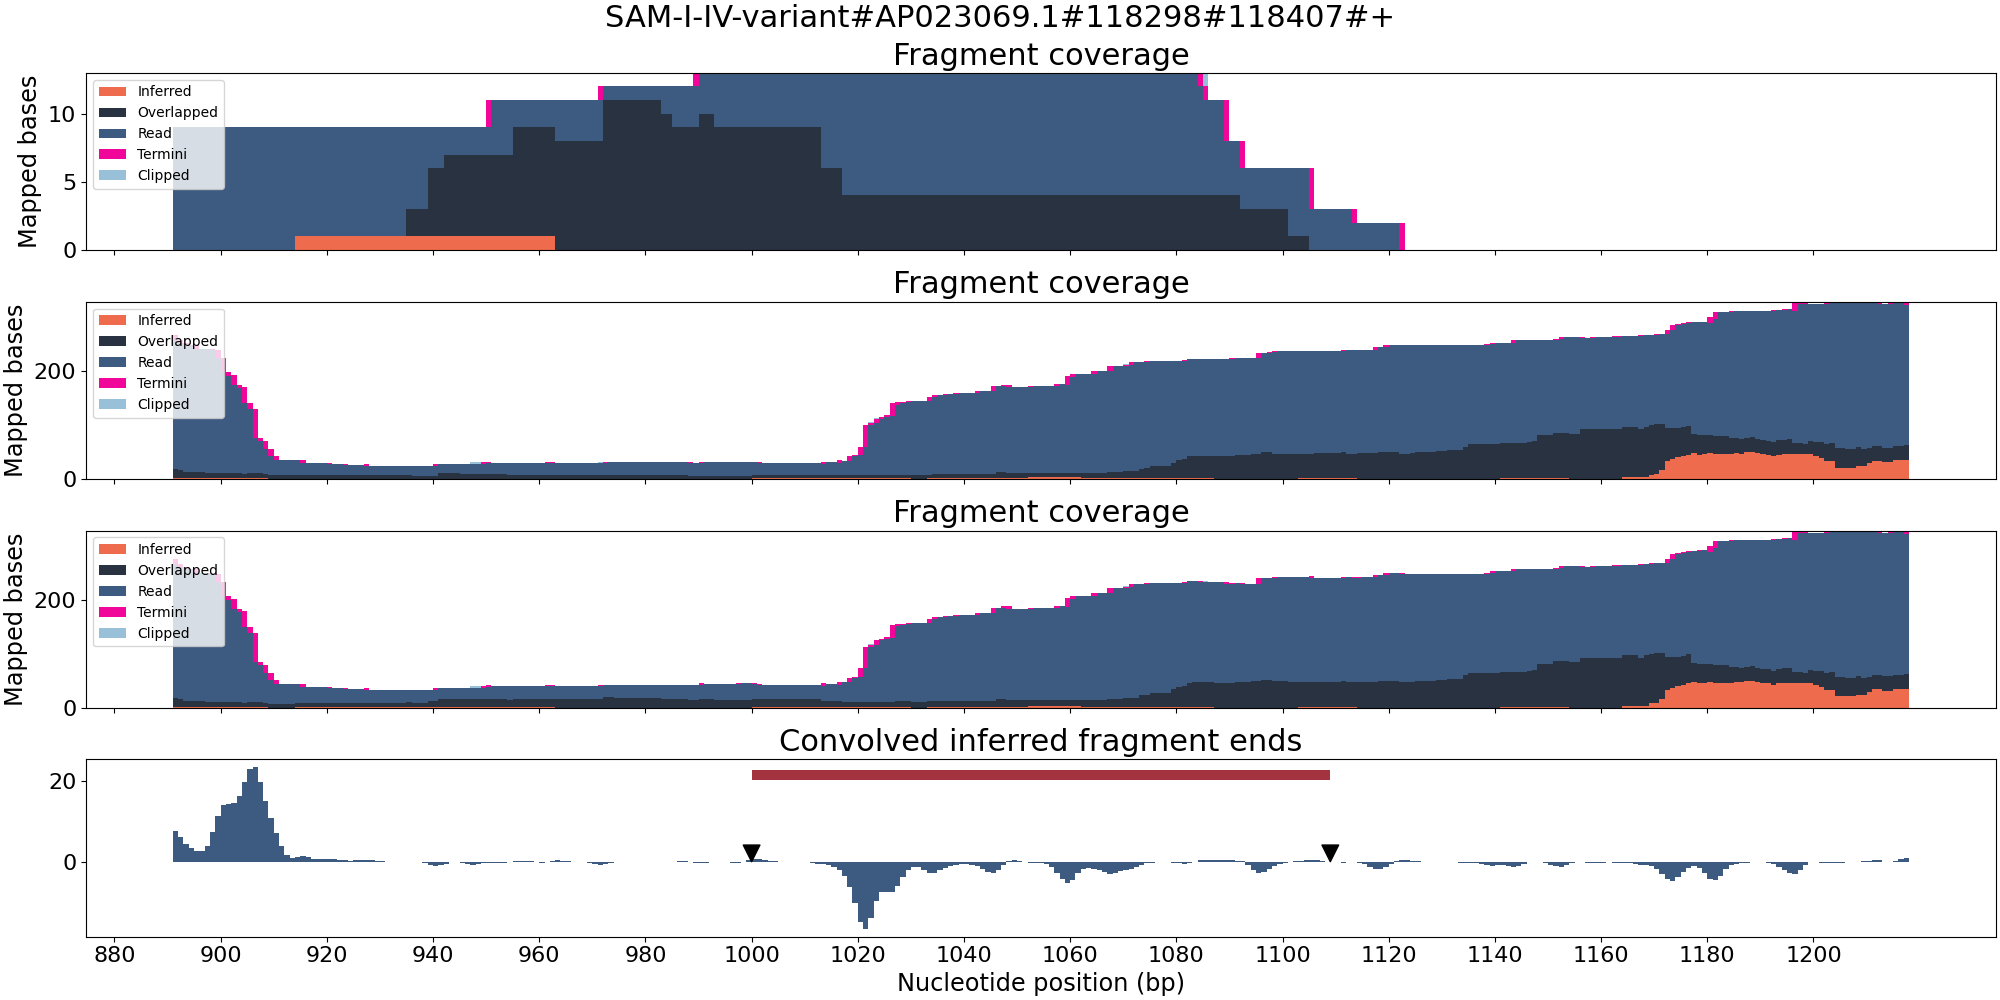 SAM-I-IV-variant#AP023069.1#118298#118407#+
Fragment coverage
Mapped bases
10
5
0
Inferred
Overlapped
Read
Termini
Clipped
Fragment coverage
Mapped bases
200
0
Inferred
Overlapped
Read
Termini
Clipped
Fragment coverage
Mapped bases
200
0
Inferred
Overlapped
Read
Termini
Clipped
Convolved inferred fragment ends
20
0
880 900 920 940 960 980 1000 1020 1040 1060 1080 1100 1120 1140 1160 1180 1200
Nucleotide position (bp)